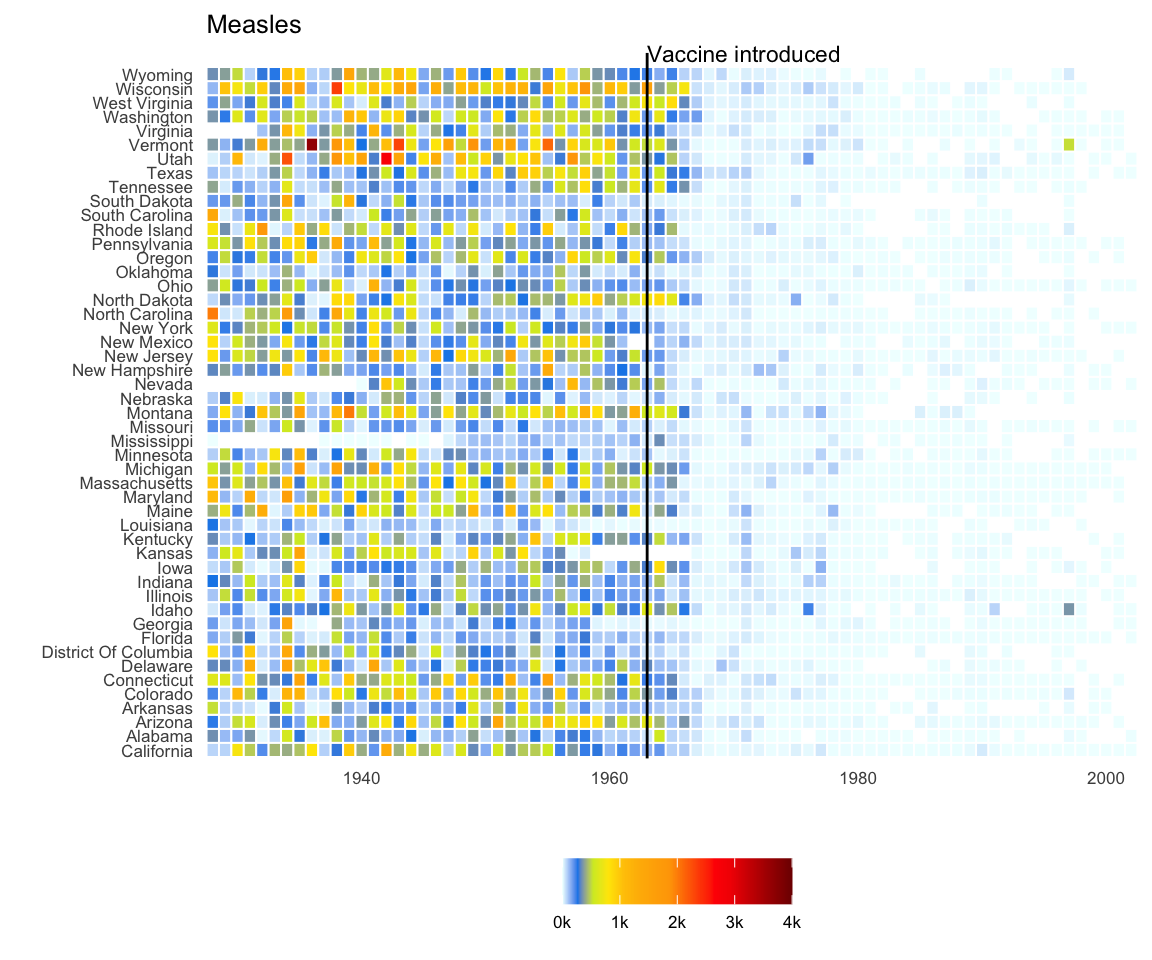 Measles
Vaccine introduced
Wyoming
Wisconsin
West Virginia
Washington
Virginia
Vermont
Utah
Texas
Tennessee
South Dakota
South Carolina
Rhode Island
Pennsylvania
Oregon
Oklahoma
Ohio
North Dakota
North Carolina
New York
New Mexico
New Jersey
New Hampshire
Nevada
Nebraska
Montana
Missouri
Mississippi
Minnesota
Michigan
Massachusetts
Maryland
Maine
Louisiana
Kentucky
Kansas
Iowa
Indiana
Illinois
Idaho
Georgia
Florida
District Of Columbia
Delaware
Connecticut
Colorado
Arkansas
Arizona
Alabama
California
1940 1960 1980 2000
0k 1k 2k 3k 4k